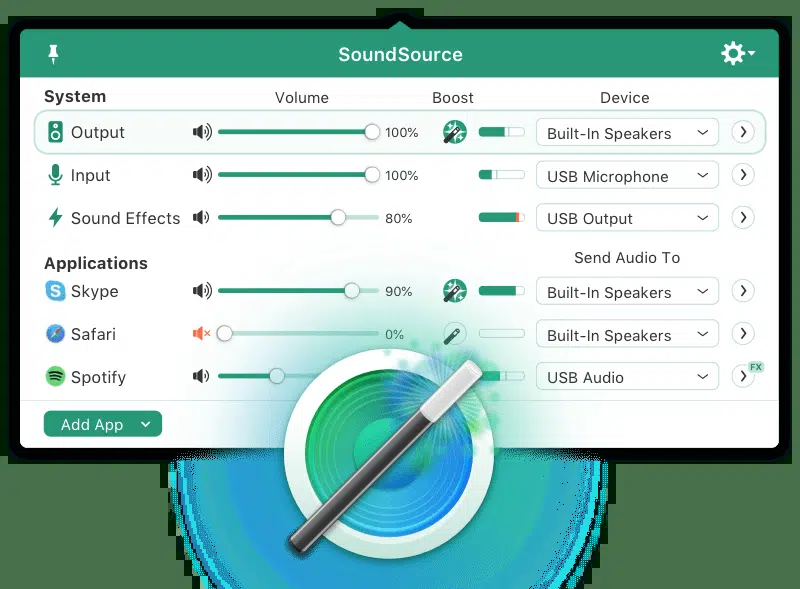 SoundSource
System Volume Boost Device
Output 100% Built-In Speakers
Input 100% USB Microphone
Sound Effects 80% USB Output
Applications Send Audio To
S Skype 90% Built-In Speakers
Safari 0% Built-In Speakers
Spotify USB Audio FX
Add App